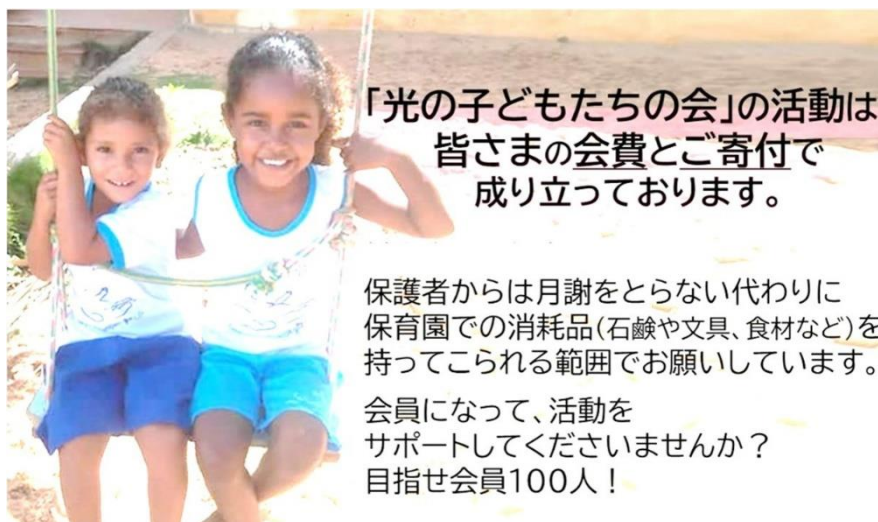 「光の子どもたちの会」の活動は
皆さまの会費とご寄付で
成り立っております。
保護者からは月謝をとらない代わりに
保育園での消耗品(石鹸や文具、食材など)を
持ってこられる範囲でお願いしています。
会員になって、活動を
サポートしてくださいませんか？
目指せ会員100人！